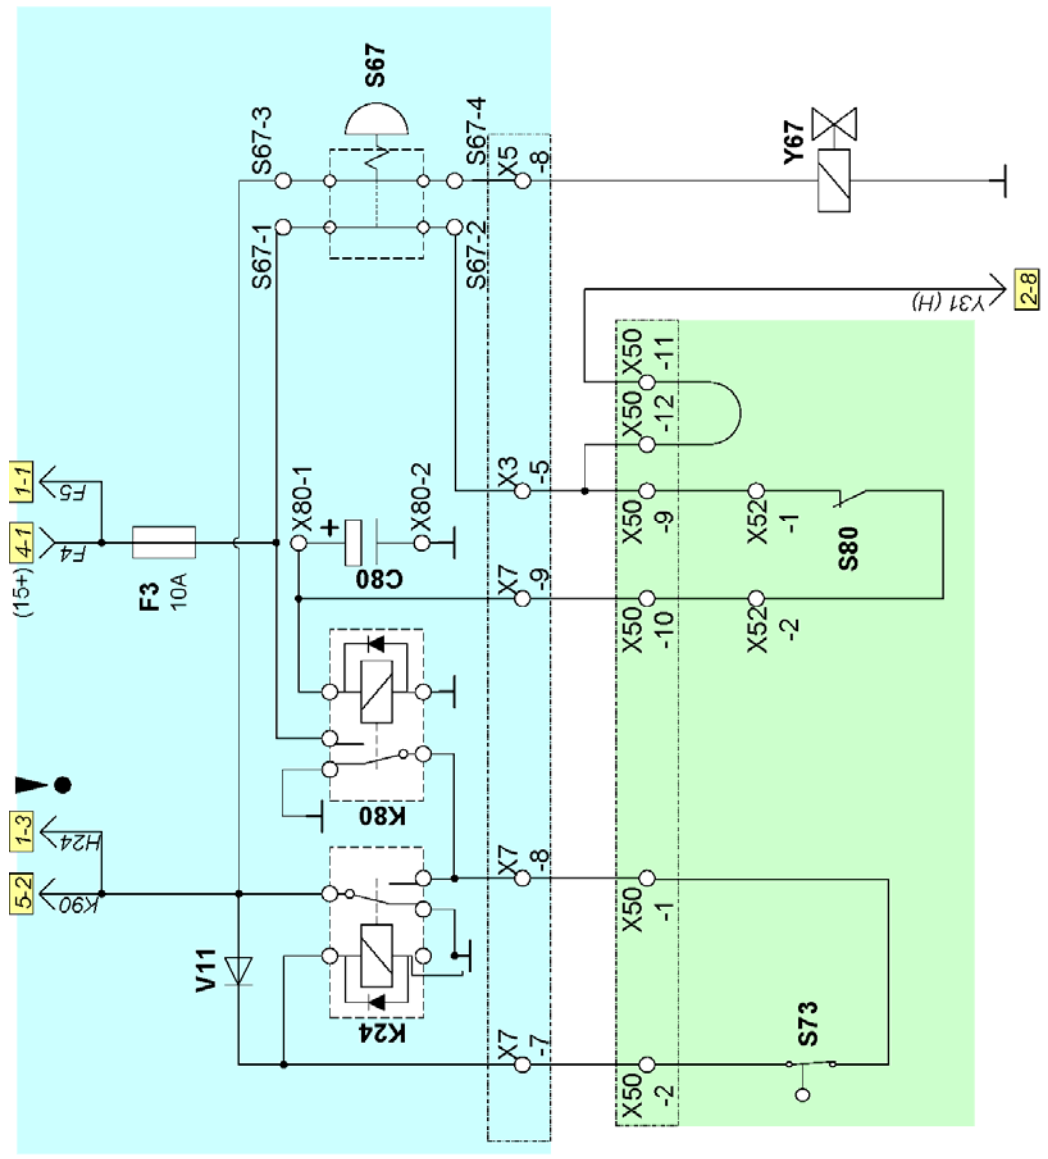 S67
S67-3
S67-4
X5
-8
Y67
S67-1
S67-2
2-8
Y31 (H)
X50
-11
X50
-12
1-1
F5
4-1
F4
(15+)
F3
10A
X80-1
+
X80-2
C80
X3
-5
X50
-9
X52
-1
S80
X7
-9
X50
-10
X52
-2
K80
1-3
H24
5-2
K90
X7
-8
X50
-1
V11
K24
X7
-7
X50
-2
S73